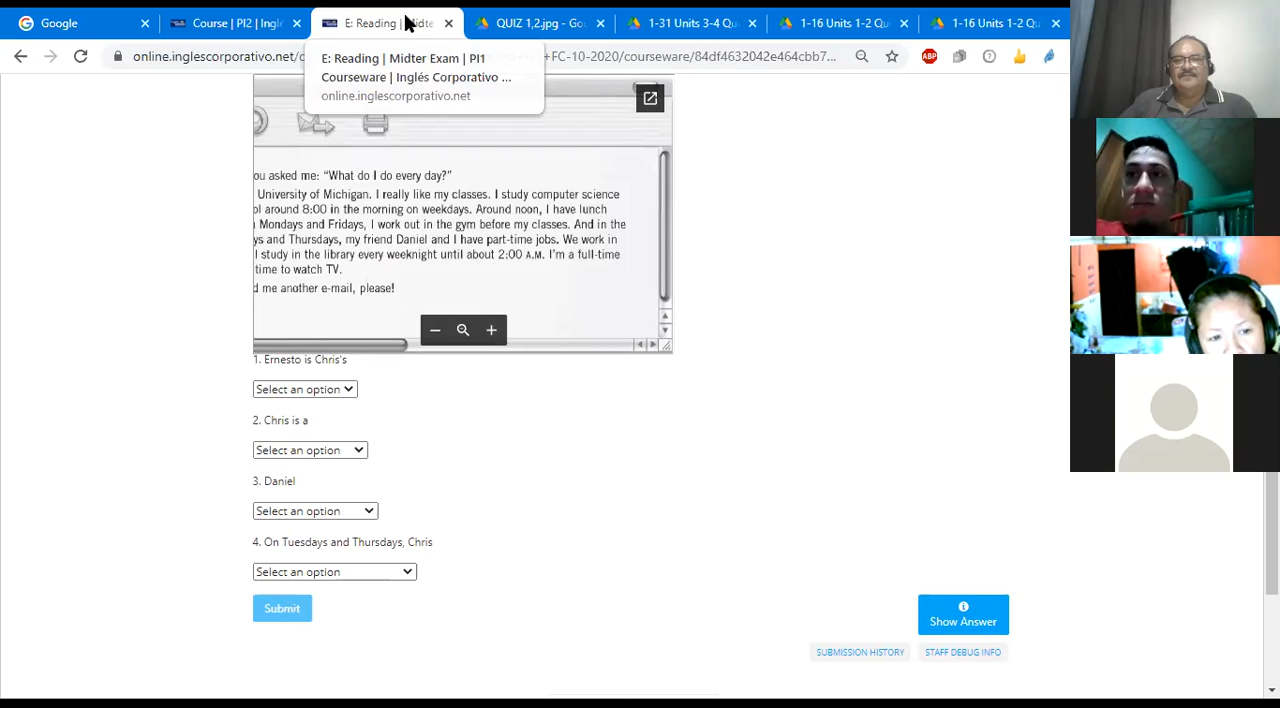 Google
Course | PI2 | Ingl
E: Reading | Midte
QUIZ 1,2.jpg - Go
1-31 Units 3-4 Qu
1-16 Units 1-2 Qu
1-16 Units 1-2 Qu
online.inglescorporativo.net/c
+FC-10-2020/courseware/84df4632042e464cbb7...
ABP
E: Reading | Midter Exam | PI1
Courseware | Inglés Corporativo ...
online.inglescorporativo.net
ou asked me: “What do I do every day?”
University of Michigan. I really like my classes. I study computer science
ol around 8:00 in the morning on weekdays. Around noon, I have lunch
n Mondays and Fridays, I work out in the gym before my classes. And in the
ys and Thursdays, my friend Daniel and I have part-time jobs. We work in
I study in the library every weeknight until about 2:00 A.M. I’m a full-time
time to watch TV.
d me another e-mail, please!
1. Ernesto is Chris's
Select an option
2. Chris is a
Select an option
3. Daniel
Select an option
4. On Tuesdays and Thursdays, Chris
Select an option
Submit
Show Answer
SUBMISSION HISTORY
STAFF DEBUG INFO